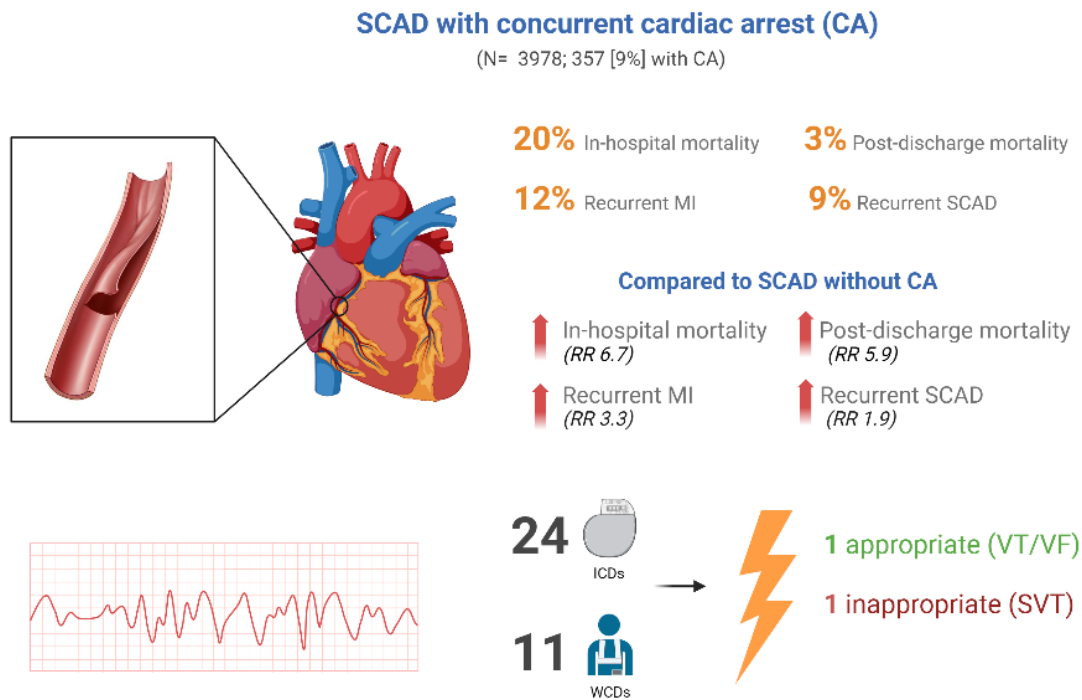 SCAD with concurrent cardiac arrest (CA)
(N= 3978; 357 [9%] with CA)
20% In-hospital mortality
3% Post-discharge mortality
12% Recurrent MI
9% Recurrent SCAD
Compared to SCAD without CA
In-hospital mortality
(RR 6.7)
Post-discharge mortality
(RR 5.9)
Recurrent MI
(RR 3.3)
Recurrent SCAD
(RR 1.9)
24
ICDs
11
WCDs
1 appropriate (VT/VF)
1 inappropriate (SVT)